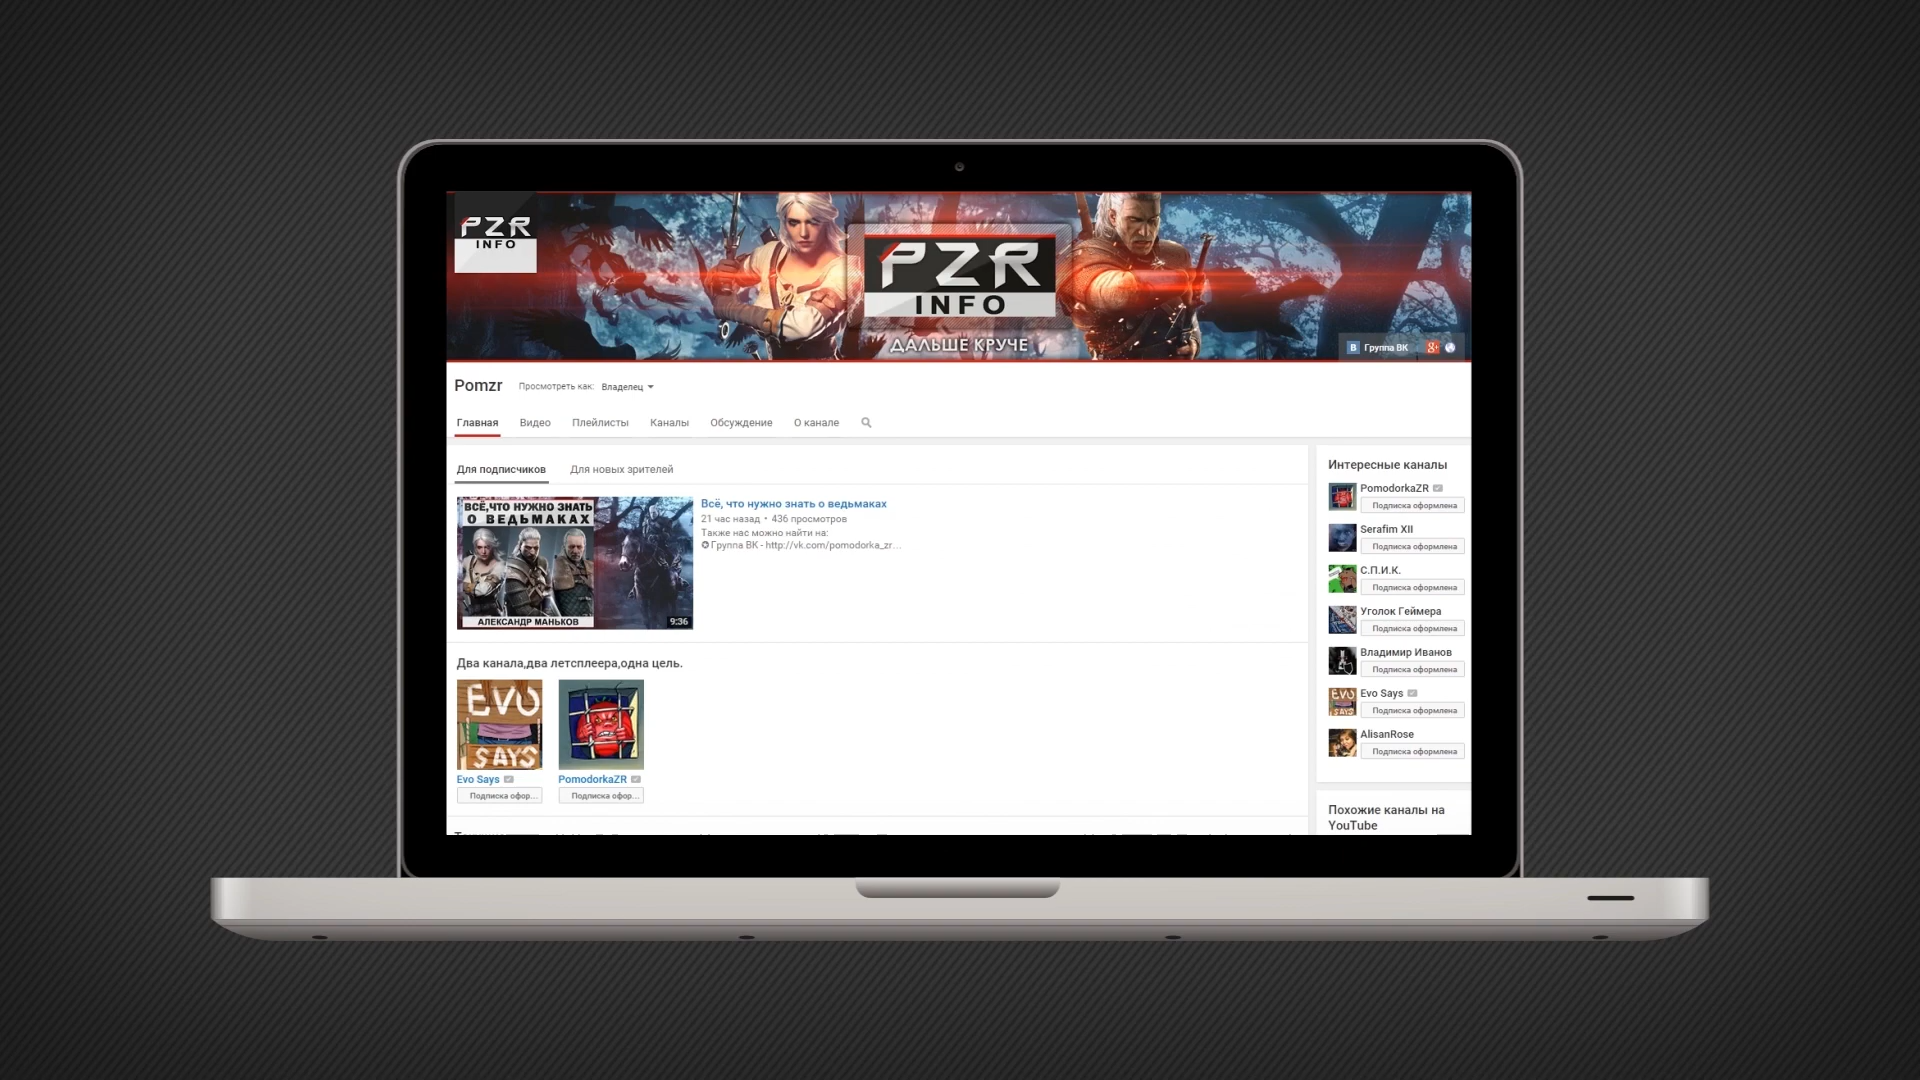 PZR
INFO
PZR
INFO
ДАЛЬШЕ КРУЧЕ
B Группа ВК
g+
Pomzr
Просмотреть как: Владелец
Главная Видео Плейлисты Каналы Обсуждение О канале
Для подписчиков Для новых зрителей
ВСЁ,ЧТО НУЖНО ЗНАТЬ
О ВЕДЬМАКАХ
АЛЕКСАНДР МАНЬКОВ
9:36
Всё, что нужно знать о ведьмаках
21 час назад • 436 просмотров
Также нас можно найти на:
✪ Группа ВК - http://vk.com/pomodorka_zr…
Два канала,два летсплеера,одна цель.
EVO
SAYS
Evo Says
Подписка офор...
PomodorkaZR
Подписка офор...
Интересные каналы
PomodorkaZR
Подписка оформлена
Serafim XII
Подписка оформлена
С.П.И.К.
Подписка оформлена
Уголок Геймера
Подписка оформлена
Владимир Иванов
Подписка оформлена
EVO
SAYS
Evo Says
Подписка оформлена
AlisanRose
Подписка оформлена
Похожие каналы на
YouTube